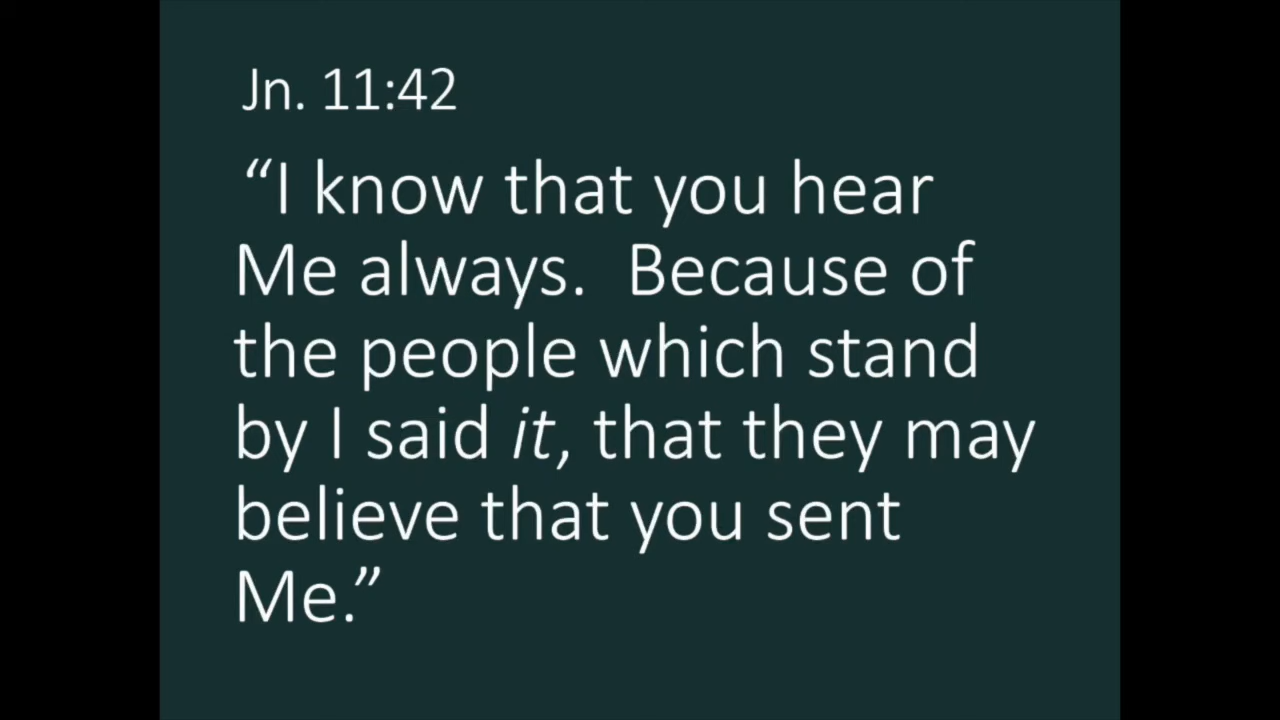 Jn. 11:42
“I know that you hear
Me always.  Because of
the people which stand
by I said it, that they may
believe that you sent
Me.”